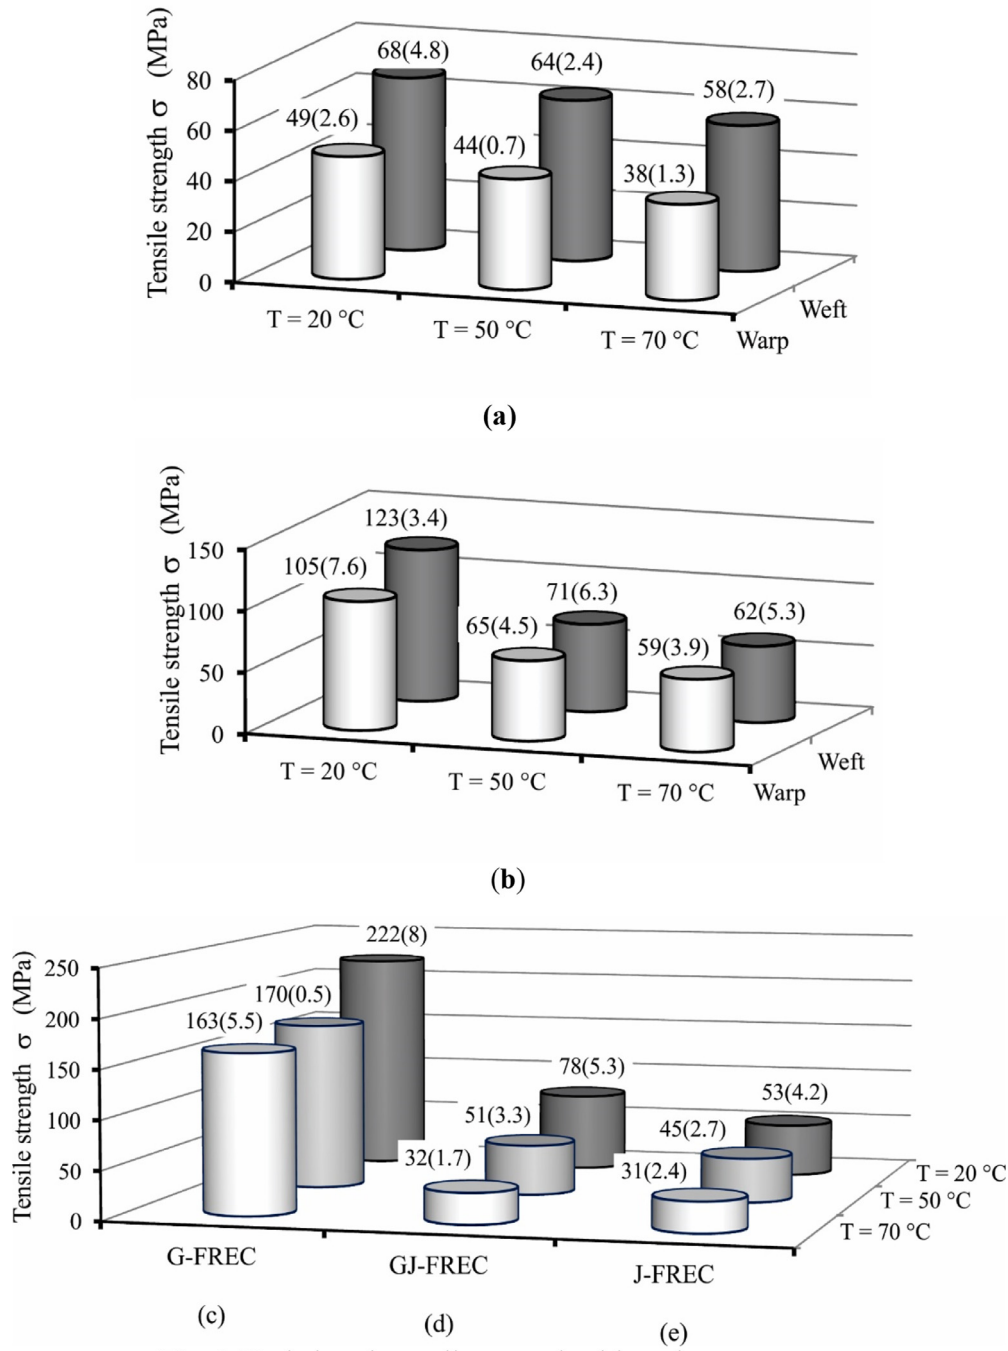 Tensile strength σ (MPa)
80
60
40
20
0
68(4.8)
64(2.4)
58(2.7)
49(2.6)
44(0.7)
38(1.3)
T = 20 °C
T = 50 °C
T = 70 °C
Warp
Weft
(a)
Tensile strength σ (MPa)
150
100
50
0
123(3.4)
105(7.6)
71(6.3)
65(4.5)
62(5.3)
59(3.9)
T = 20 °C
T = 50 °C
T = 70 °C
Warp
Weft
(b)
Tensile strength σ (MPa)
250
200
150
100
50
0
222(8)
170(0.5)
163(5.5)
78(5.3)
51(3.3)
32(1.7)
53(4.2)
45(2.7)
31(2.4)
T = 20 °C
T = 50 °C
T = 70 °C
G-FREC
GJ-FREC
J-FREC
(c)
(d)
(e)